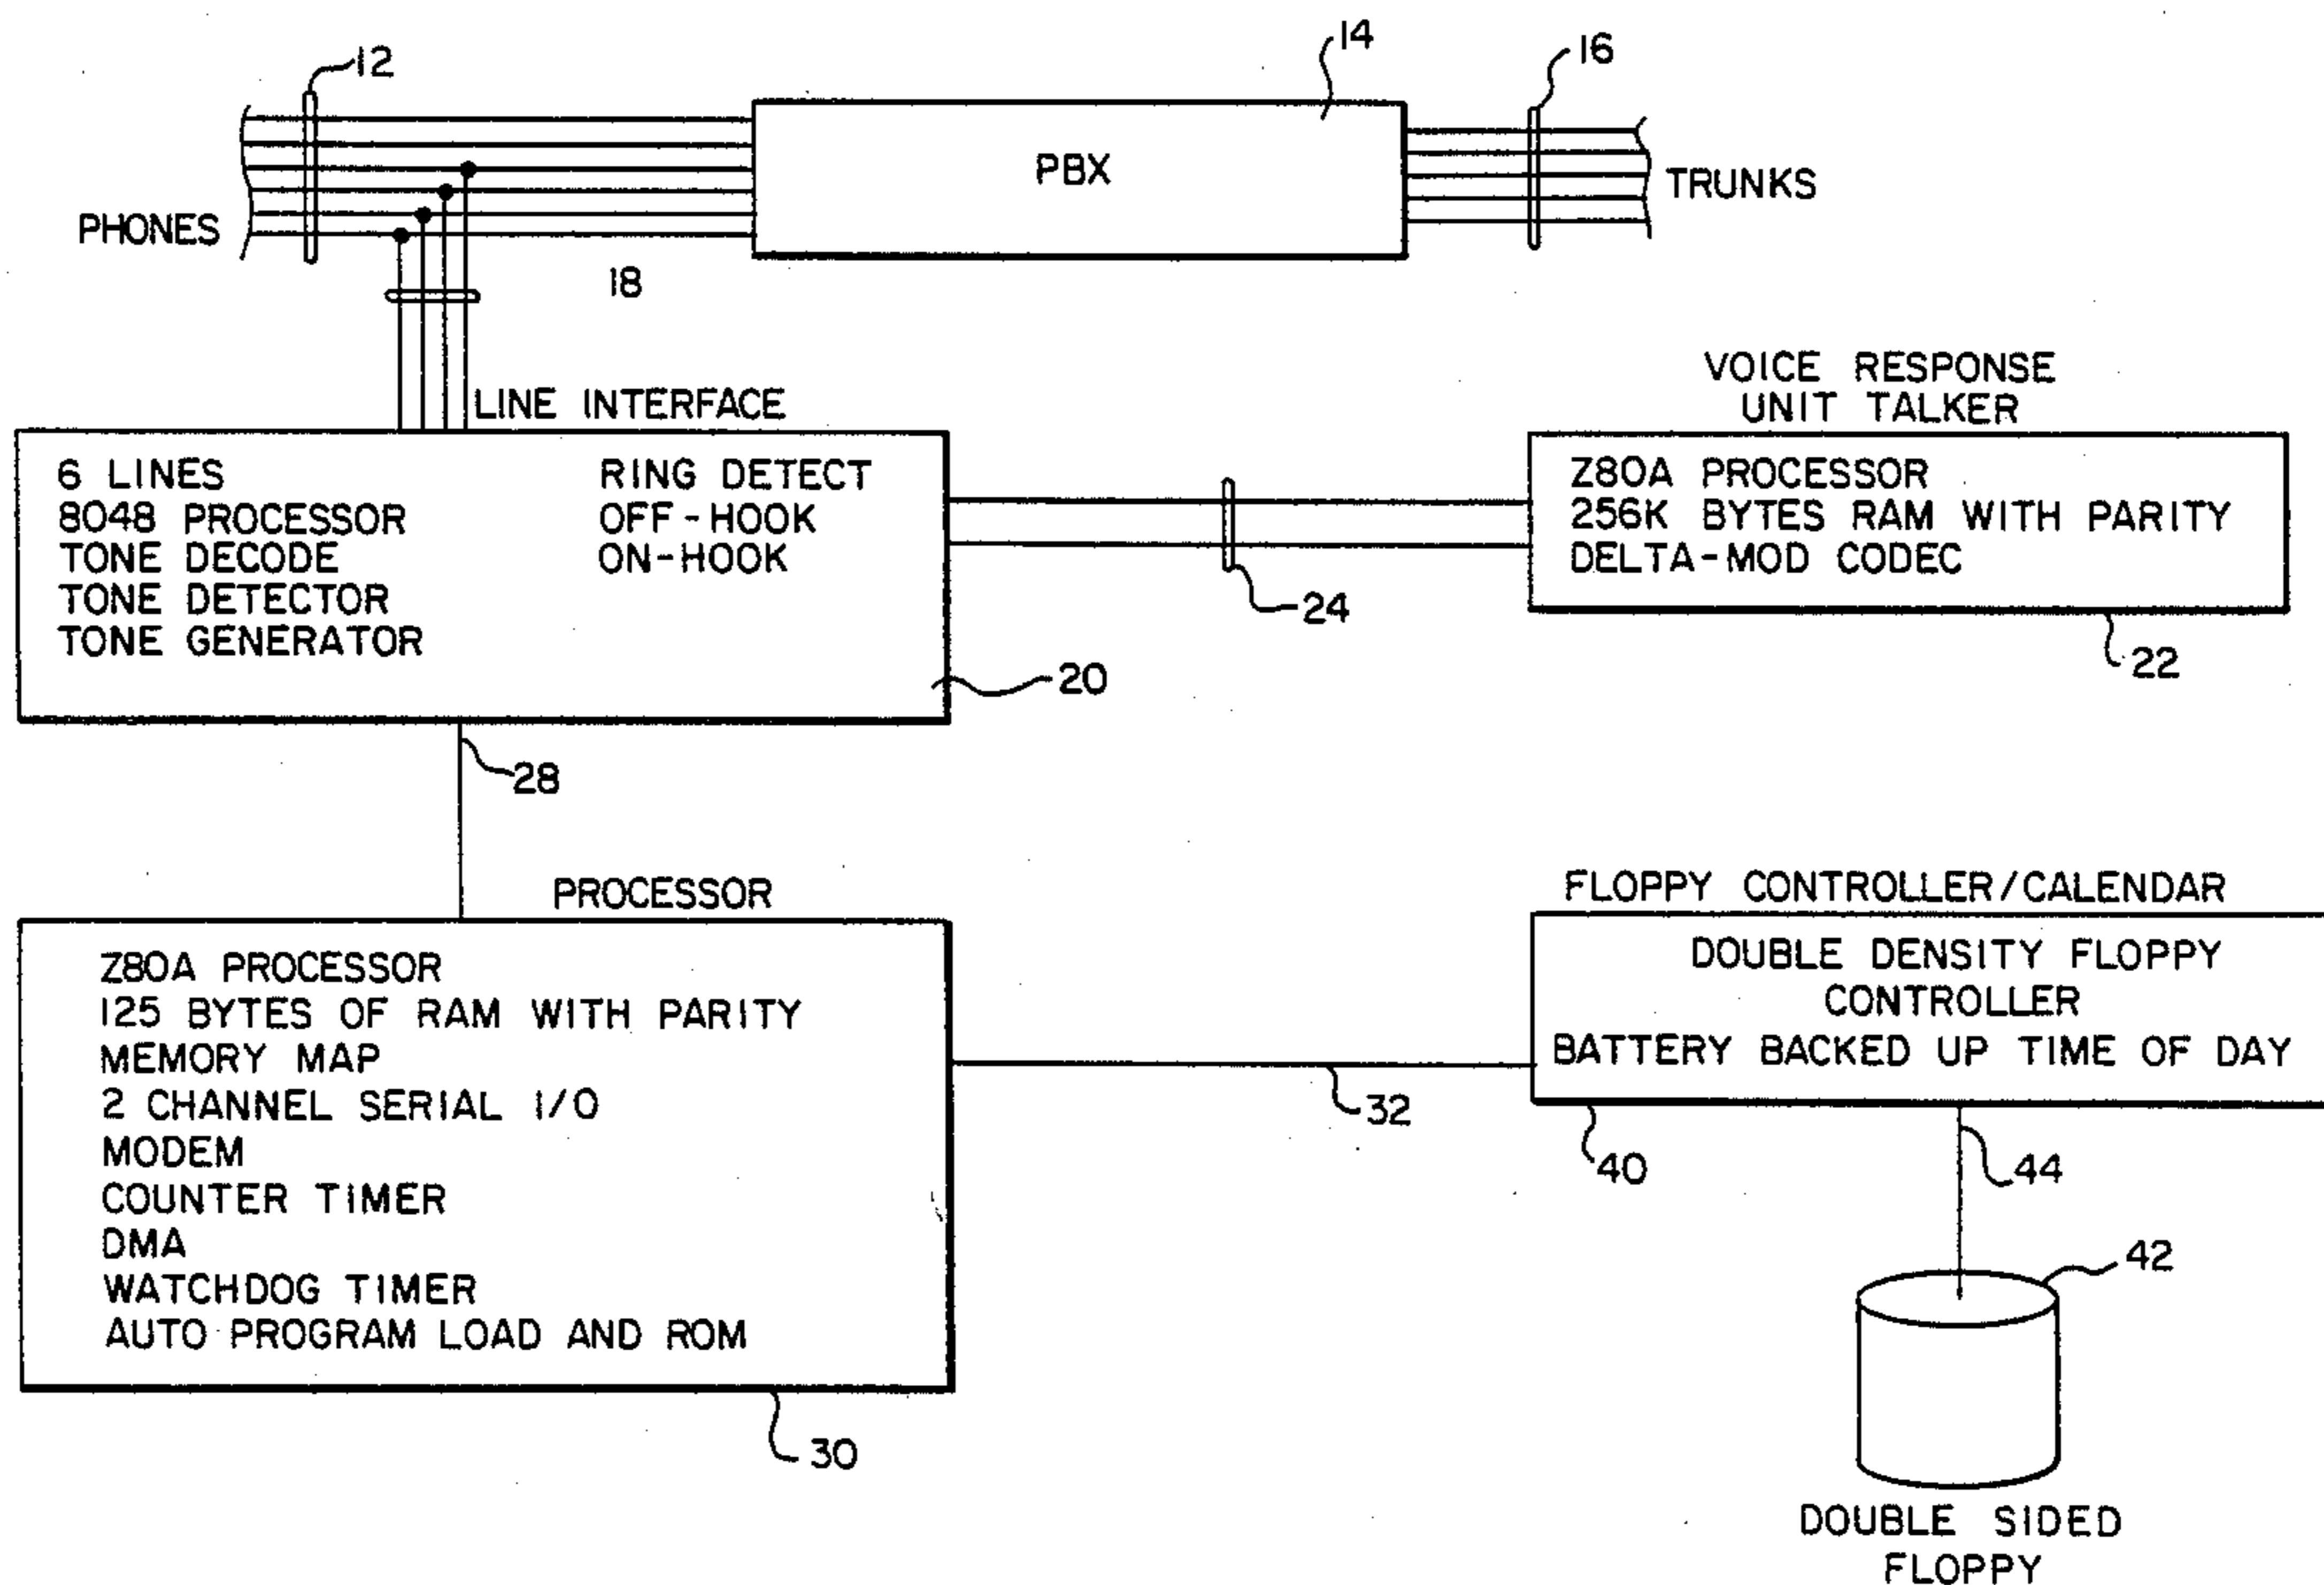 12
14
16
PHONES
PBX
TRUNKS
18
LINE INTERFACE
VOICE RESPONSE
UNIT TALKER
6 LINES
8048 PROCESSOR
TONE DECODE
TONE DETECTOR
TONE GENERATOR
RING DETECT
OFF-HOOK
ON-HOOK
Z80A PROCESSOR
256K BYTES RAM WITH PARITY
DELTA-MOD CODEC
24
22
20
28
PROCESSOR
FLOPPY CONTROLLER/CALENDAR
Z80A PROCESSOR
125 BYTES OF RAM WITH PARITY
MEMORY MAP
2 CHANNEL SERIAL I/O
MODEM
COUNTER TIMER
DMA
WATCHDOG TIMER
AUTO PROGRAM LOAD AND ROM
DOUBLE DENSITY FLOPPY
CONTROLLER
BATTERY BACKED UP TIME OF DAY
32
40
44
42
30
DOUBLE SIDED
FLOPPY